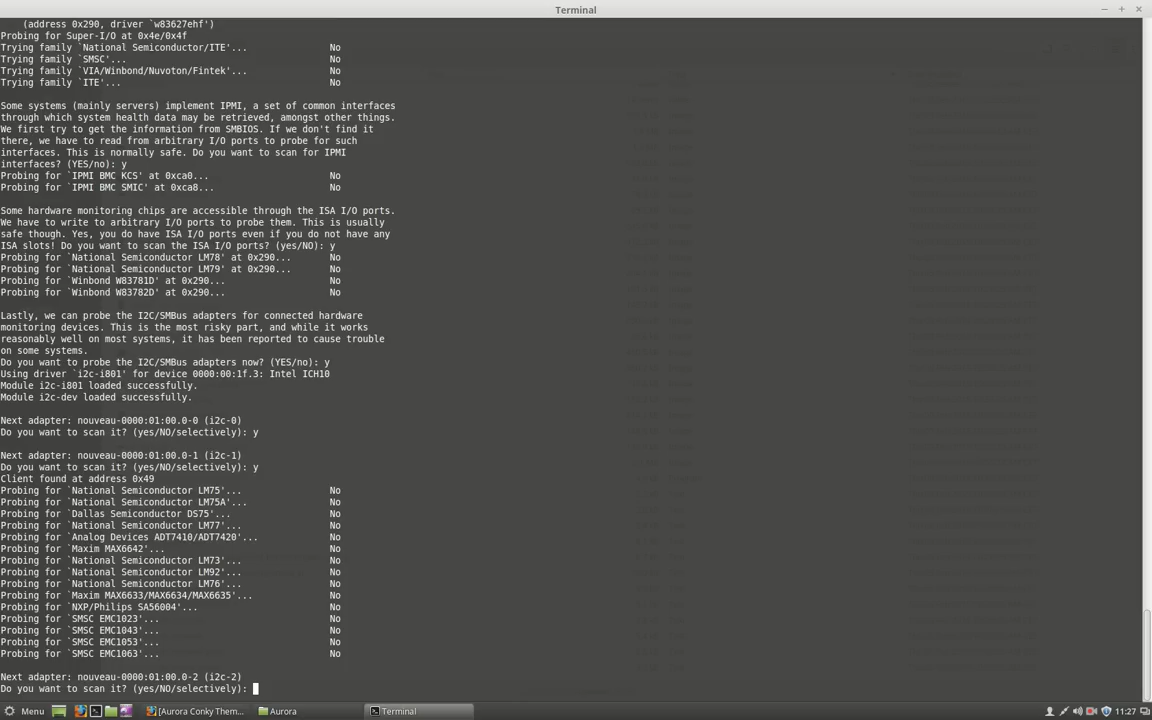 Terminal
(address 0x290, driver `w83627ehf')
Probing for Super-I/O at 0x4e/0x4f
Trying family `National Semiconductor/ITE'... No
Trying family `SMSC'... No
Trying family `VIA/Winbond/Nuvoton/Fintek'... No
Trying family `ITE'... No
Some systems (mainly servers) implement IPMI, a set of common interfaces
through which system health data may be retrieved, amongst other things.
We first try to get the information from SMBIOS. If we don't find it
there, we have to read from arbitrary I/O ports to probe for such
interfaces. This is normally safe. Do you want to scan for IPMI
interfaces? (YES/no): y
Probing for `IPMI BMC KCS' at 0xca0... No
Probing for `IPMI BMC SMIC' at 0xca8... No
Some hardware monitoring chips are accessible through the ISA I/O ports.
We have to write to arbitrary I/O ports to probe them. This is usually
safe though. Yes, you do have ISA I/O ports even if you do not have any
ISA slots! Do you want to scan the ISA I/O ports? (yes/NO): y
Probing for `National Semiconductor LM78' at 0x290... No
Probing for `National Semiconductor LM79' at 0x290... No
Probing for `Winbond W83781D' at 0x290... No
Probing for `Winbond W83782D' at 0x290... No
Lastly, we can probe the I2C/SMBus adapters for connected hardware
monitoring devices. This is the most risky part, and while it works
reasonably well on most systems, it has been reported to cause trouble
on some systems.
Do you want to probe the I2C/SMBus adapters now? (YES/no): y
Using driver `i2c-i801' for device 0000:00:1f.3: Intel ICH10
Module i2c-i801 loaded successfully.
Module i2c-dev loaded successfully.
Next adapter: nouveau-0000:01:00.0-0 (i2c-0)
Do you want to scan it? (yes/NO/selectively): y
Next adapter: nouveau-0000:01:00.0-1 (i2c-1)
Do you want to scan it? (yes/NO/selectively): y
Client found at address 0x49
Probing for `National Semiconductor LM75'... No
Probing for `National Semiconductor LM75A'... No
Probing for `Dallas Semiconductor DS75'... No
Probing for `National Semiconductor LM77'... No
Probing for `Analog Devices ADT7410/ADT7420'... No
Probing for `Maxim MAX6642'... No
Probing for `National Semiconductor LM73'... No
Probing for `National Semiconductor LM92'... No
Probing for `National Semiconductor LM76'... No
Probing for `Maxim MAX6633/MAX6634/MAX6635'... No
Probing for `NXP/Philips SA56004'... No
Probing for `SMSC EMC1023'... No
Probing for `SMSC EMC1043'... No
Probing for `SMSC EMC1053'... No
Probing for `SMSC EMC1063'... No
Next adapter: nouveau-0000:01:00.0-2 (i2c-2)
Do you want to scan it? (yes/NO/selectively):
Menu [Aurora Conky Them... Aurora Terminal 11:27